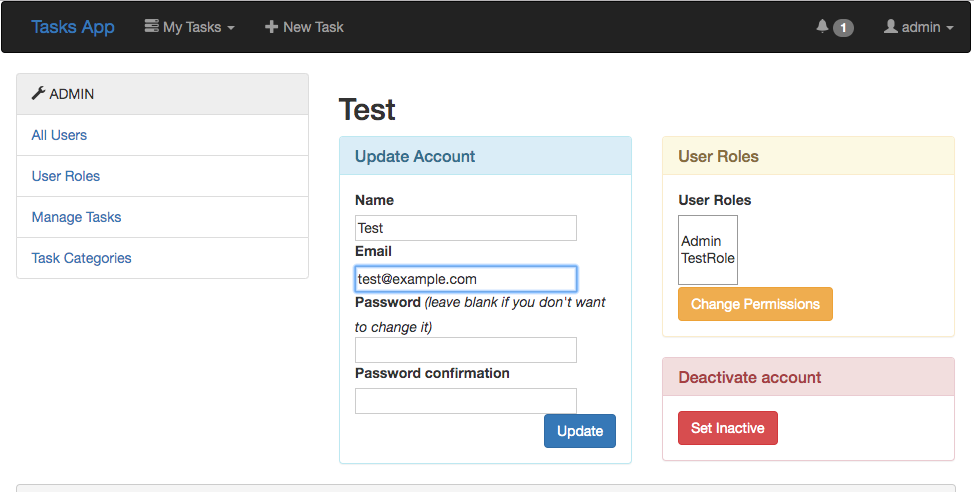 Tasks App My Tasks New Task 1 admin
ADMIN
All Users
User Roles
Manage Tasks
Task Categories
Test
Update Account
Name
Test
Email
test@example.com
Password (leave blank if you don't want
to change it)
Password confirmation
Update
User Roles
User Roles
Admin
TestRole
Change Permissions
Deactivate account
Set Inactive